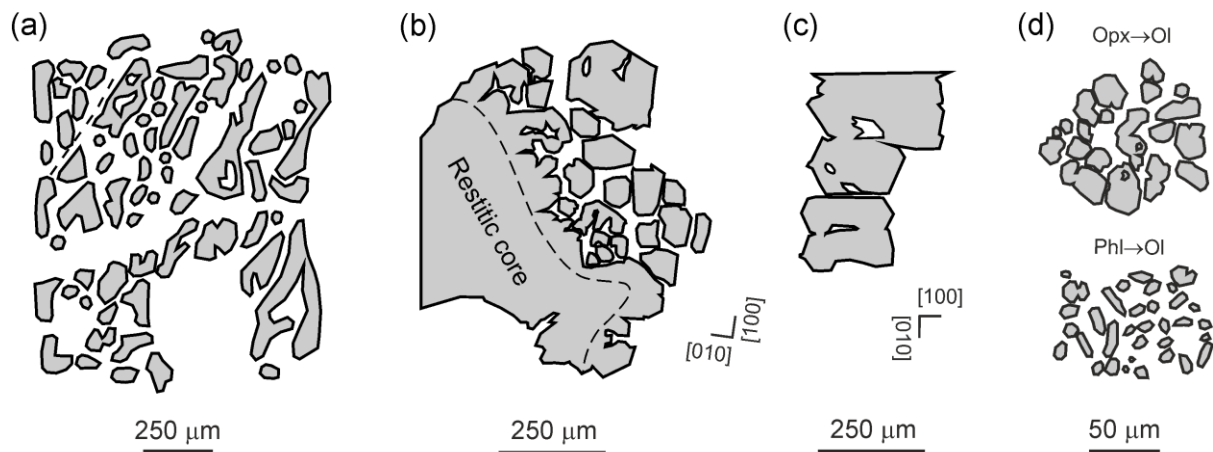 (a)
(b)
(c)
(d)
Opx→Ol
Restitic core
Phl→Ol
[100]
[010]
[100]
[010]
250 μm
250 μm
250 μm
50 μm